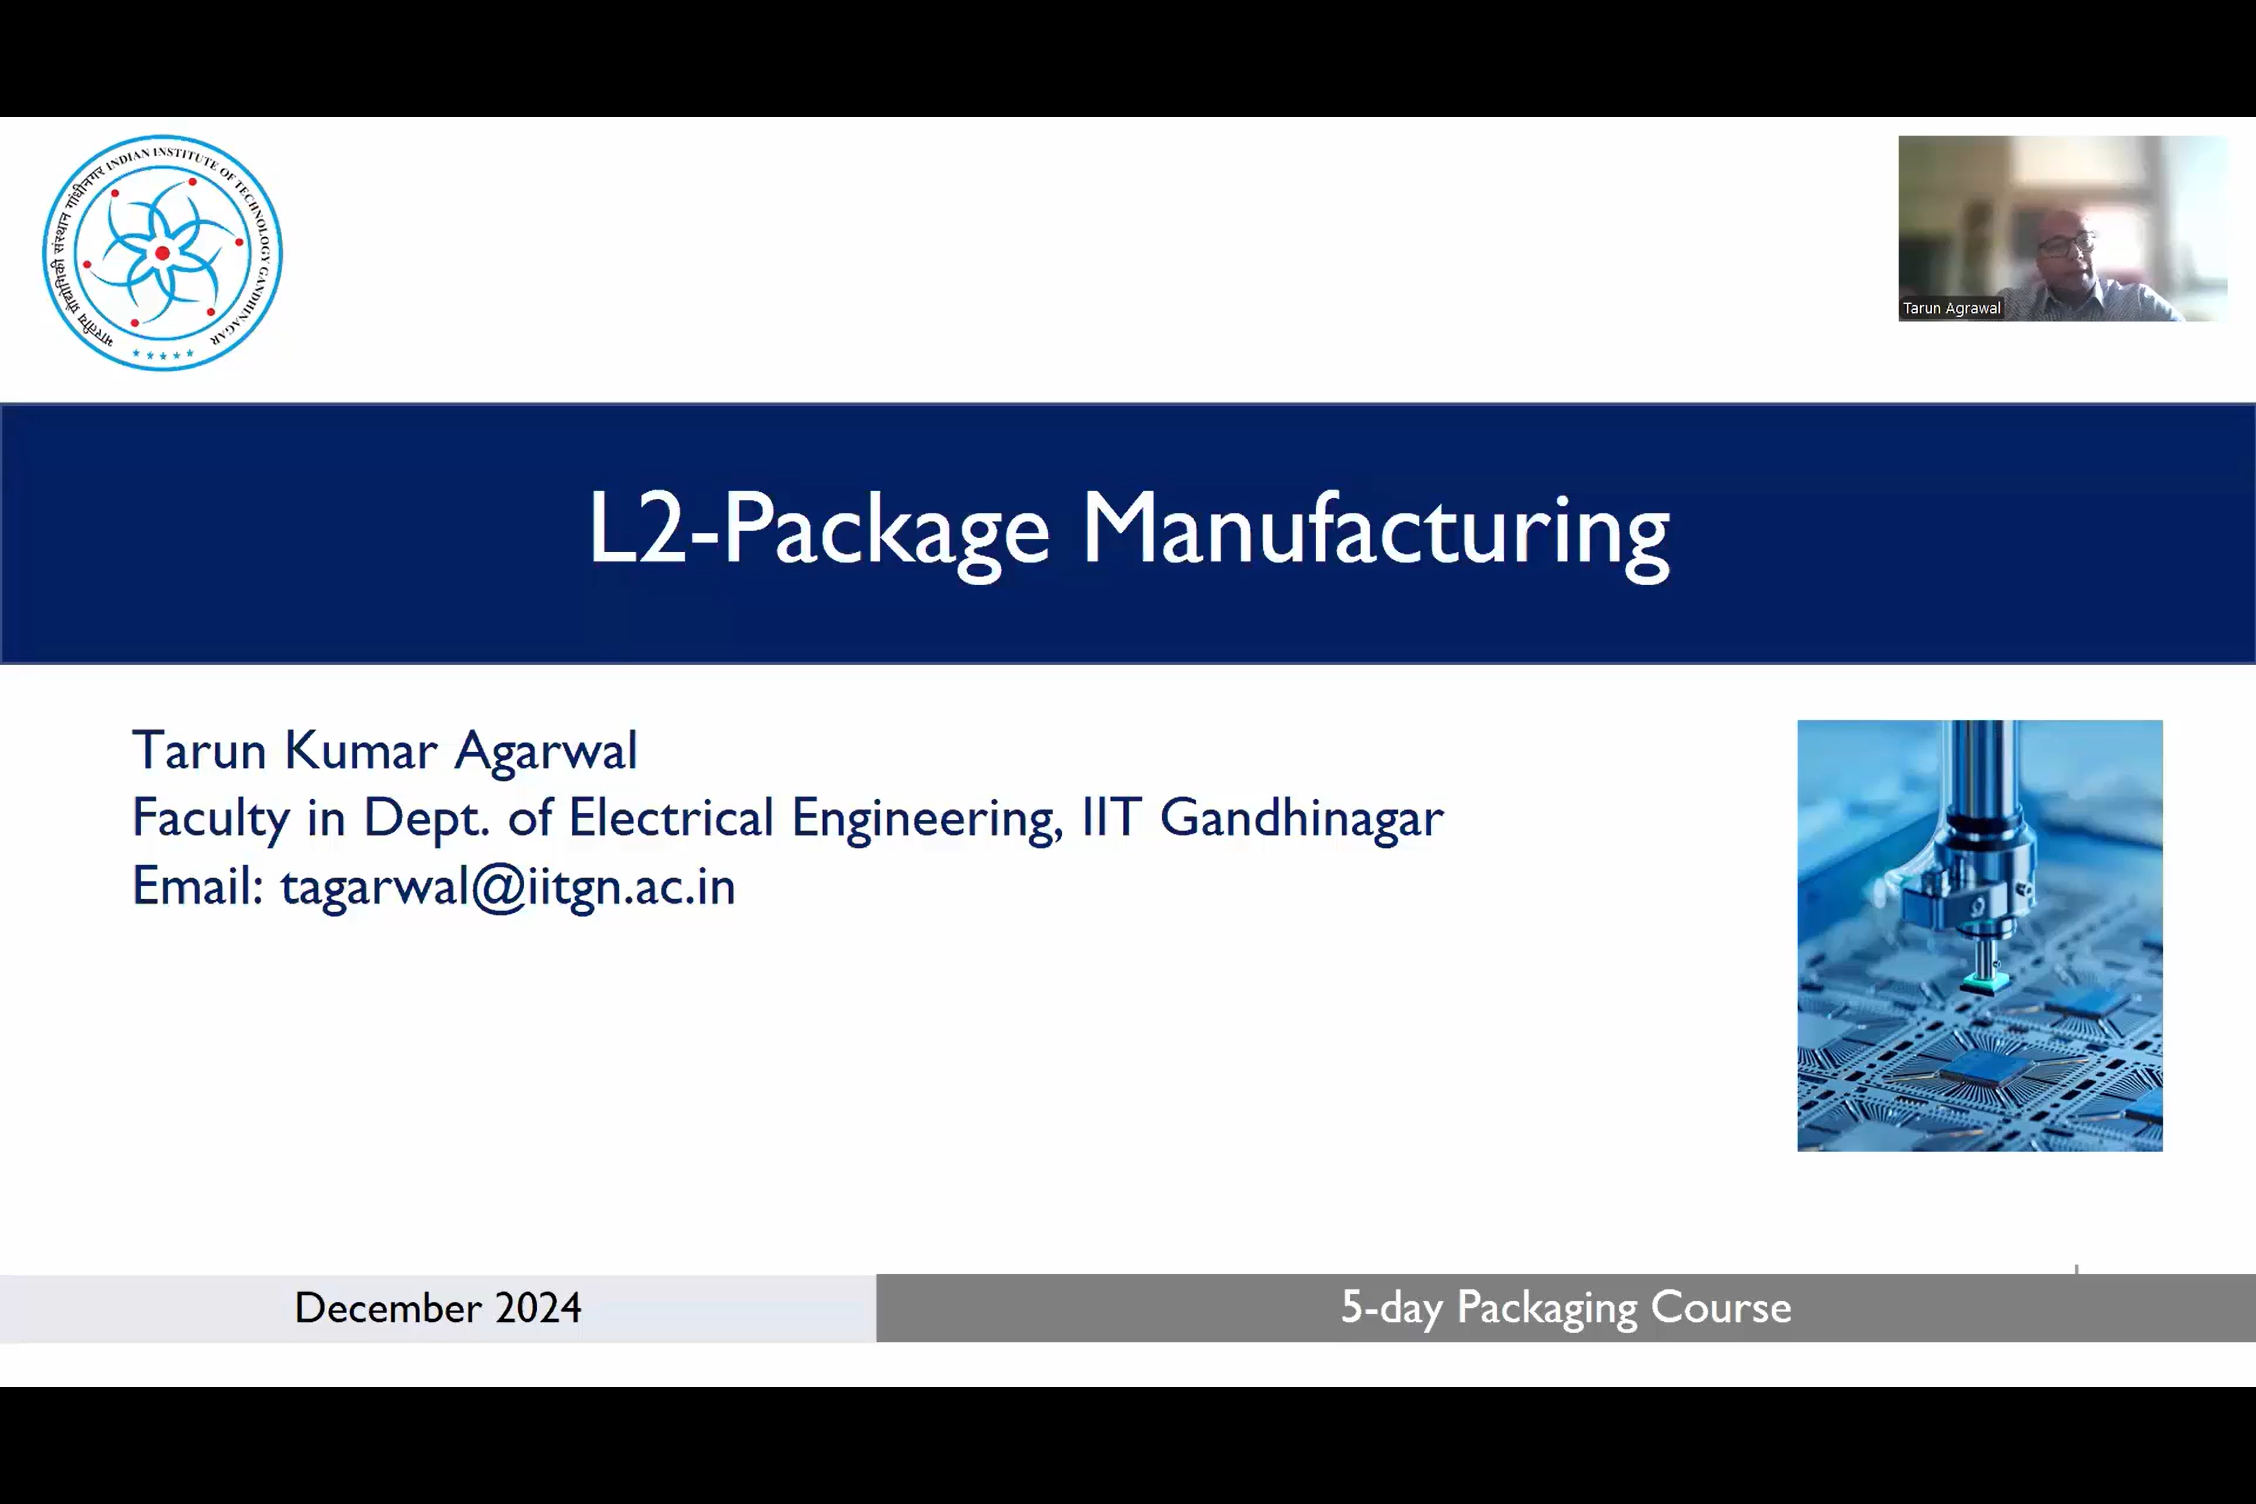 भारतीय प्रौद्योगिकी संस्थान गांधीनगर INDIAN INSTITUTE OF TECHNOLOGY GANDHINAGAR
Tarun Agrawal
L2-Package Manufacturing
Tarun Kumar Agarwal
Faculty in Dept. of Electrical Engineering, IIT Gandhinagar
Email: tagarwal@iitgn.ac.in
December 2024
5-day Packaging Course